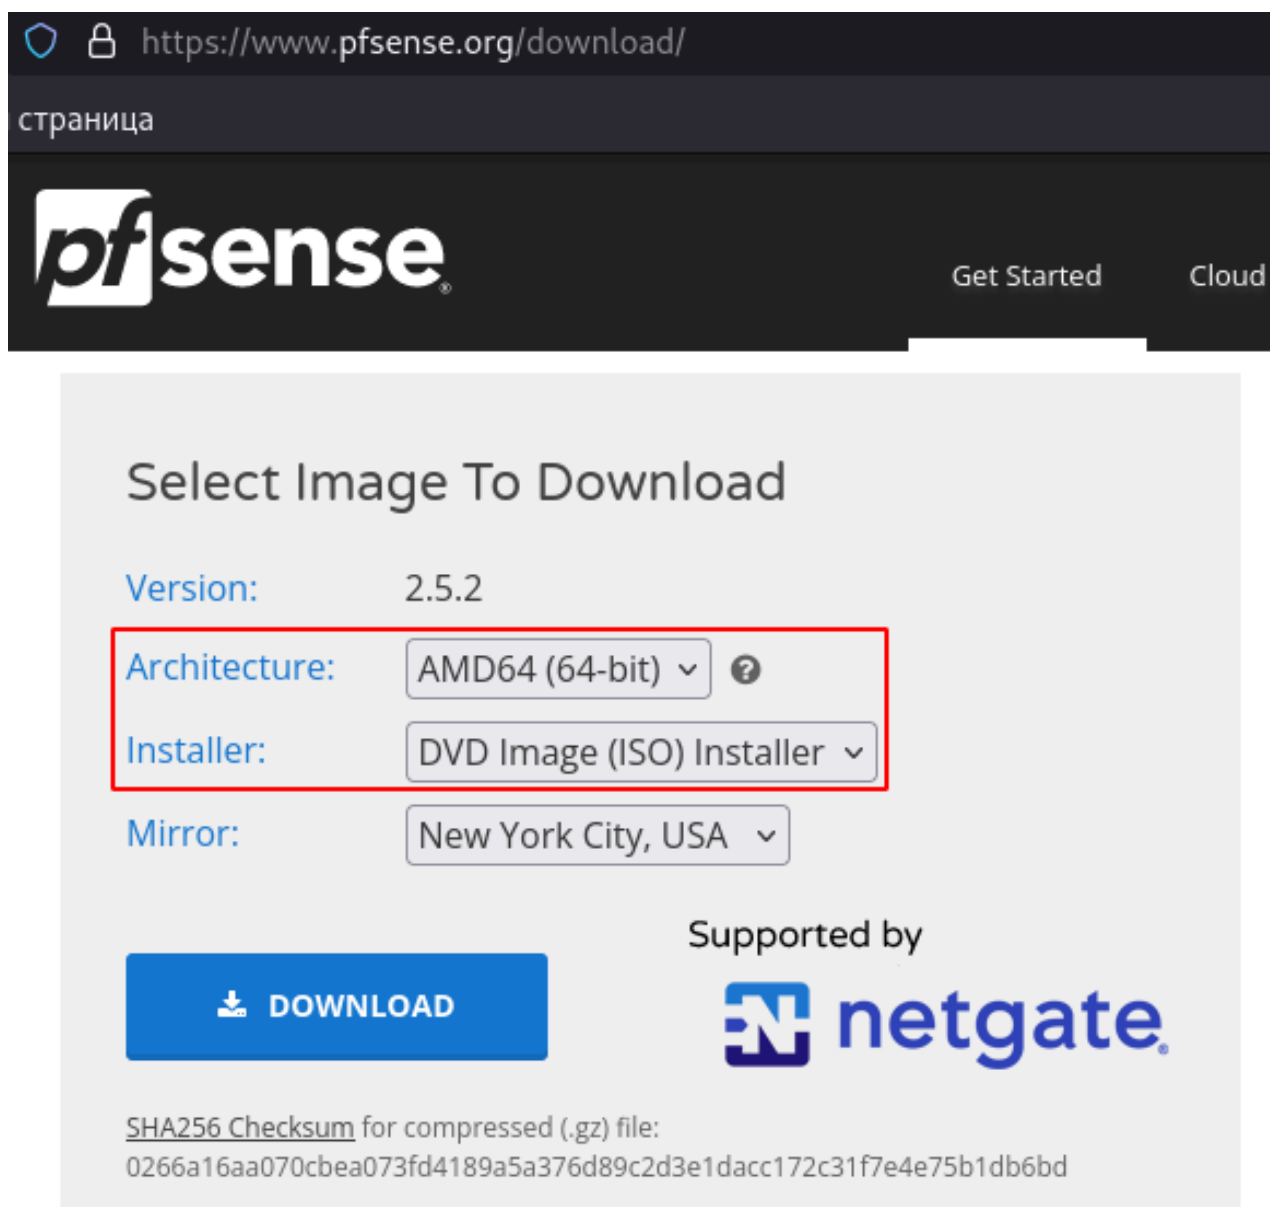 https://www.pfsense.org/download/
страница
pfsense®
Get Started Cloud
Select Image To Download
Version: 2.5.2
Architecture: AMD64 (64-bit) ?
Installer: DVD Image (ISO) Installer
Mirror: New York City, USA
Supported by
DOWNLOAD
netgate®
SHA256 Checksum for compressed (.gz) file:
0266a16aa070cbea073fd4189a5a376d89c2d3e1dacc172c31f7e4e75b1db6bd